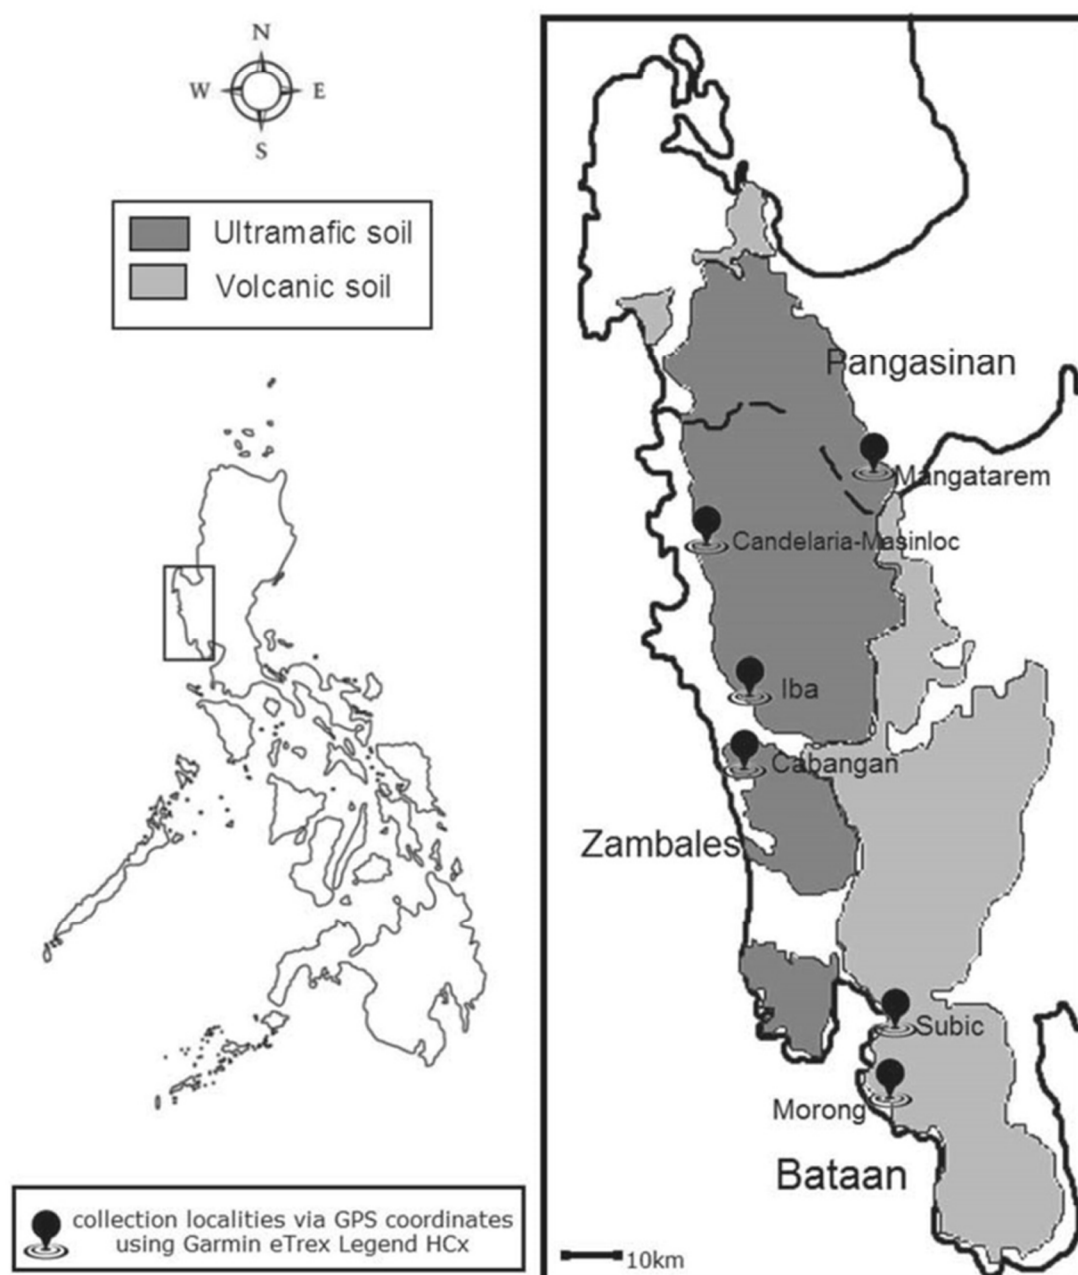 N
W E
S
Ultramafic soil
Volcanic soil
Pangasinan
Mangatarem
Candelaria-Masinloc
Iba
Cabangan
Zambales
Subic
Morong
Bataan
collection localities via GPS coordinates
using Garmin eTrex Legend HCx
10km